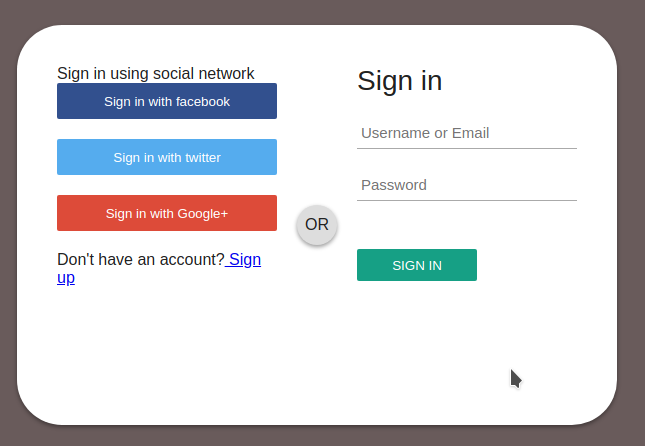 Sign in using social network
Sign in with facebook
Sign in with twitter
Sign in with Google+
Don't have an account? Sign
up
OR
Sign in
Username or Email
Password
SIGN IN